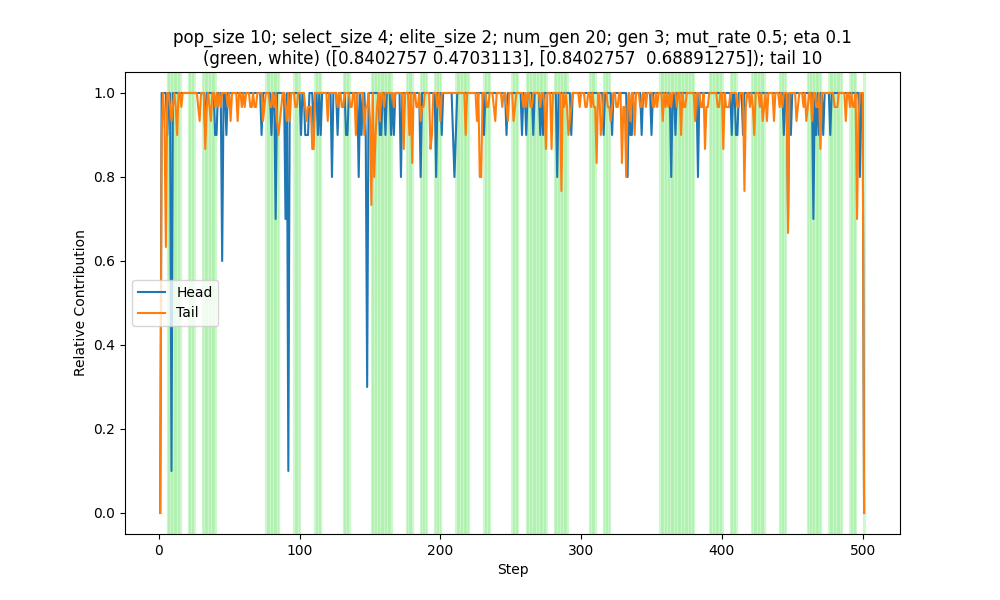 pop_size 10; select_size 4; elite_size 2; num_gen 20; gen 3; mut_rate 0.5; eta 0.1
(green, white) ([0.8402757 0.4703113], [0.8402757  0.68891275]); tail 10
1.0
0.8
0.6
0.4
0.2
0.0
Relative Contribution
Head
Tail
0
100
200
300
400
500
Step